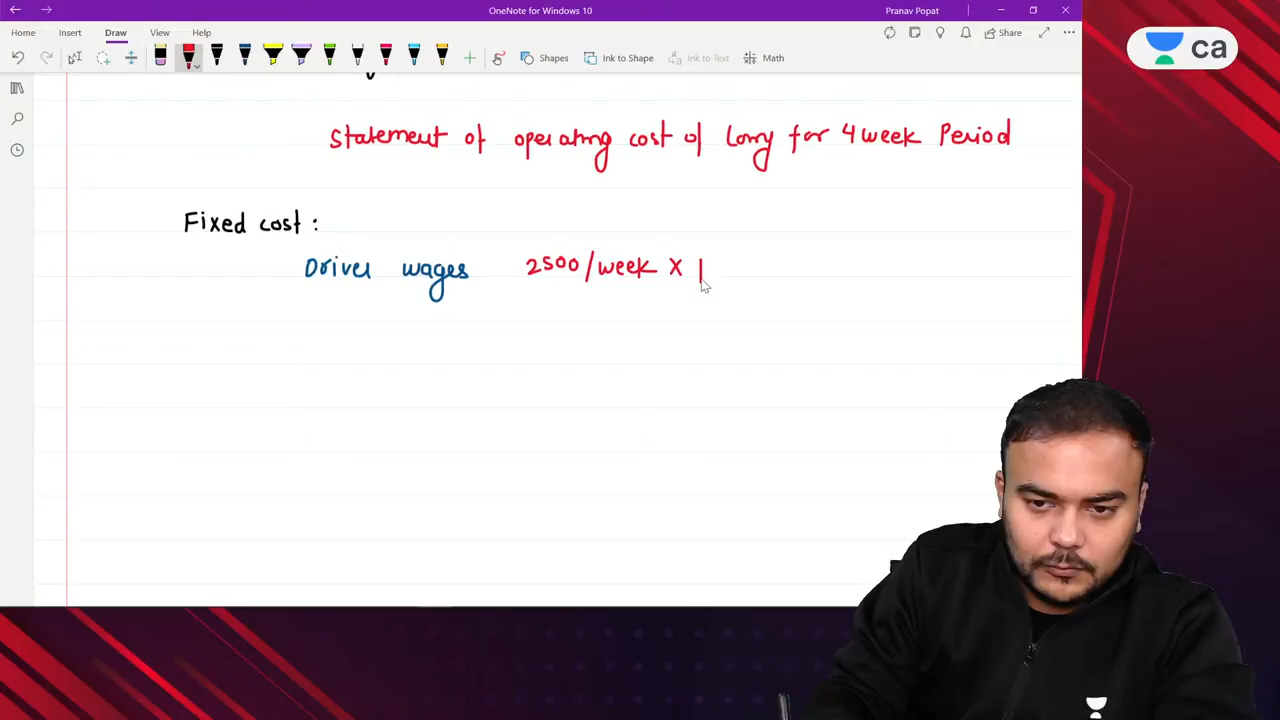 OneNote for Windows 10
Pranav Popat
Home Insert Draw View Help
Share
Shapes Ink to Shape Ink to Text Math
ca
Statement of operating cost of Lorry for 4 week Period
Fixed cost :
Driver wages 2500/week X